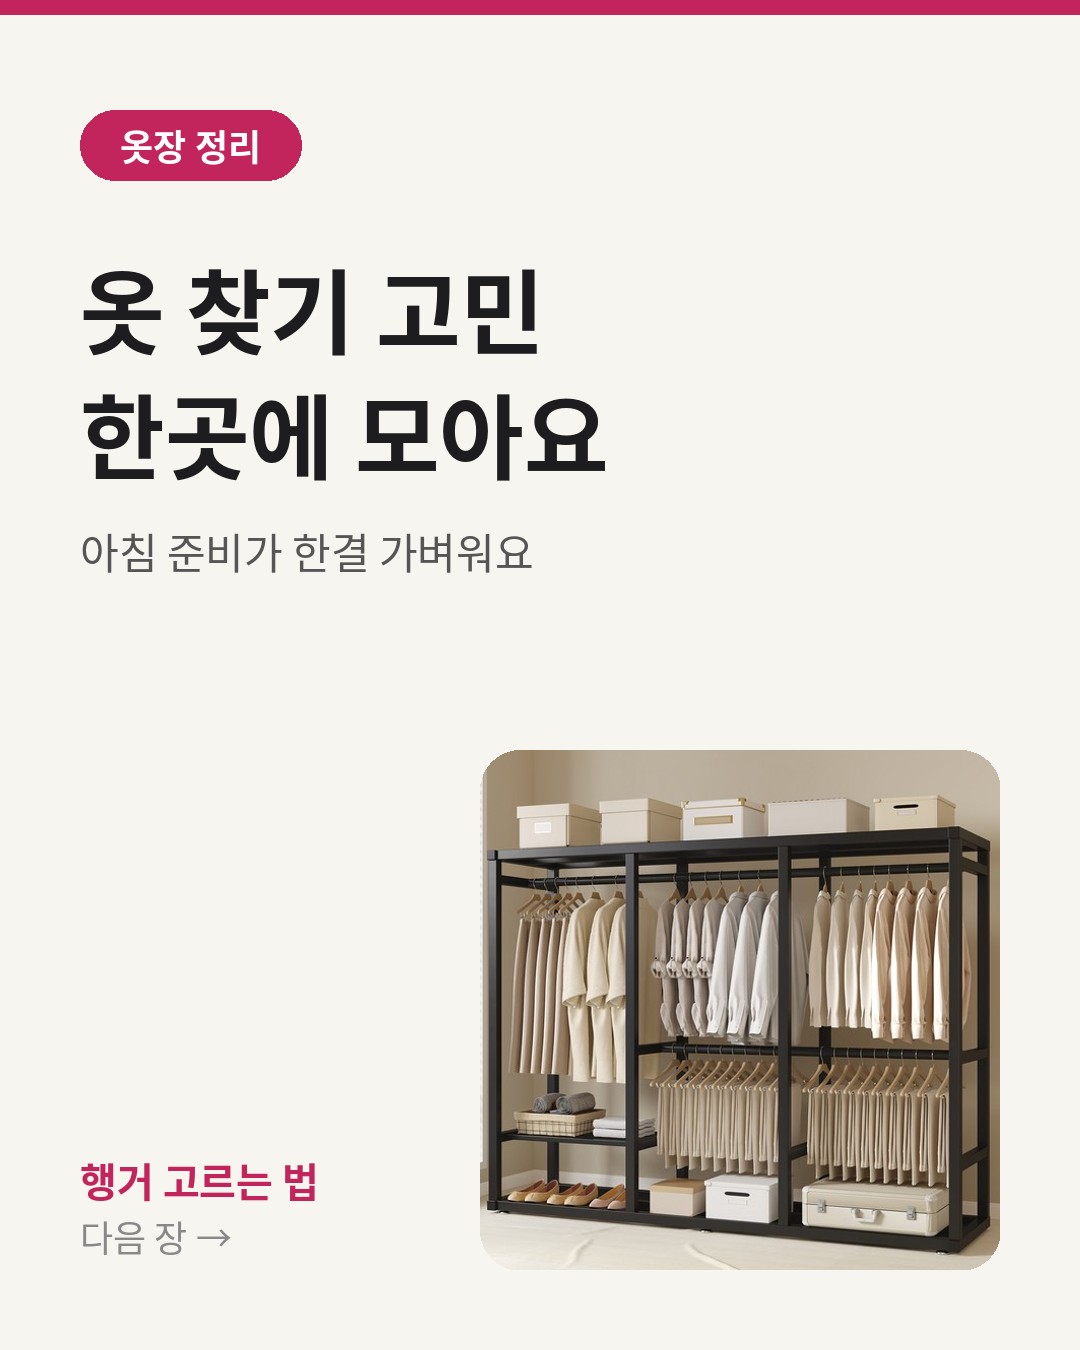 옷장 정리
옷 찾기 고민
한곳에 모아요
아침 준비가 한결 가벼워요
행거 고르는 법
다음 장 →